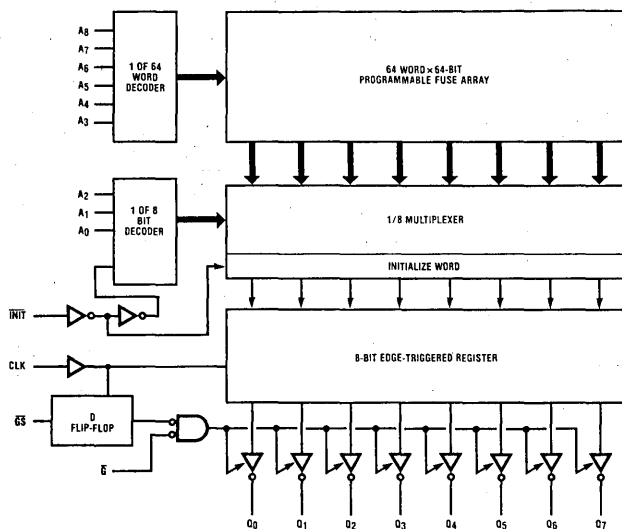 A8
A7
A6
A5
A4
A3
1 OF 64
WORD
DECODER
64 WORD × 64-BIT
PROGRAMMABLE FUSE ARRAY
A2
A1
A0
1 OF 8
BIT
DECODER
1/8 MULTIPLEXER
INITIALIZE WORD
INIT
CLK
8-BIT EDGE-TRIGGERED REGISTER
GS
D
FLIP-FLOP
G
Q0 Q1 Q2 Q3 Q4 Q5 Q6 Q7